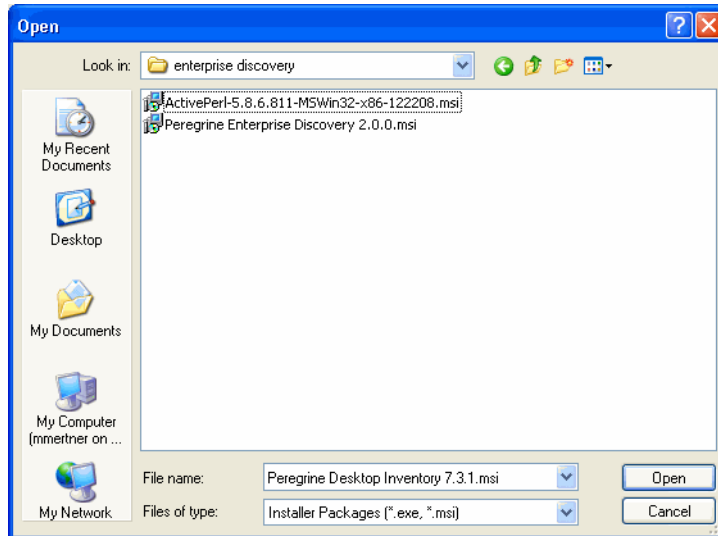 Open
Look in:
enterprise discovery
ActivePerl-5.8.6.811-MSWin32-x86-122208.msi
Peregrine Enterprise Discovery 2.0.0.msi
My Recent
Documents
Desktop
My Documents
My Computer
(mmertner on ...
My Network
File name:
Peregrine Desktop Inventory 7.3.1.msi
Open
Files of type:
Installer Packages (*.exe, *.msi)
Cancel